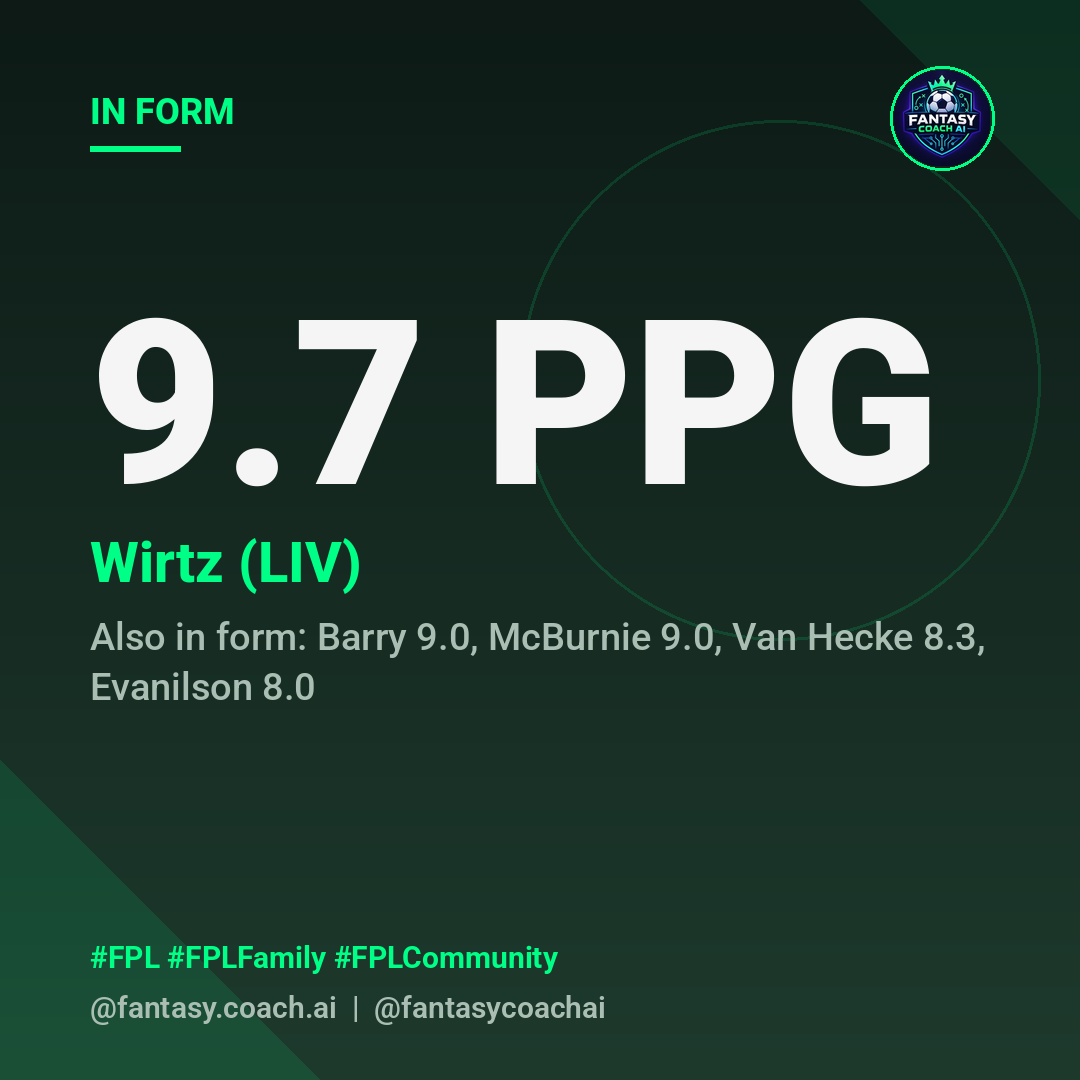 IN FORM
FANTASY
COACH AI
9.7 PPG
Wirtz (LIV)
Also in form: Barry 9.0, McBurnie 9.0, Van Hecke 8.3,
Evanilson 8.0
#FPL #FPLFamily #FPLCommunity
@fantasy.coach.ai | @fantasycoachai